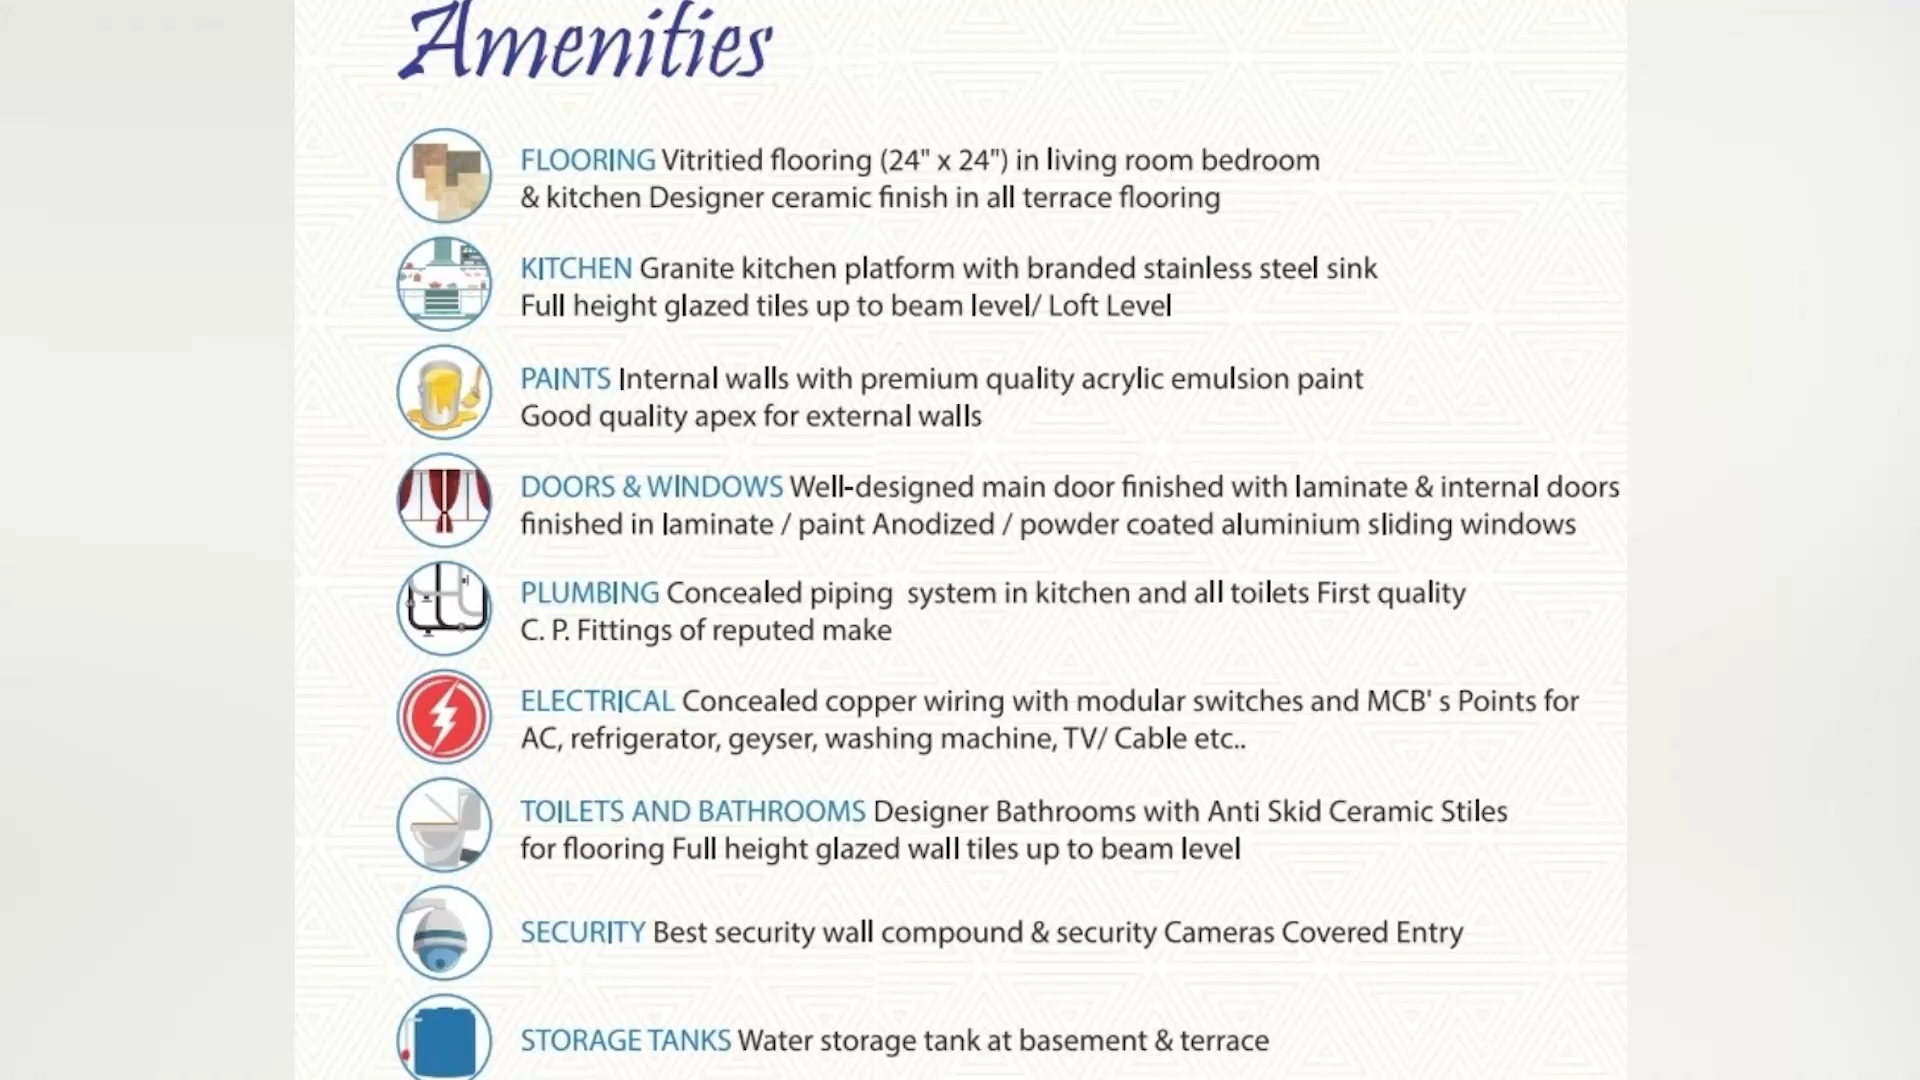 Amenities
FLOORING Vitritied flooring (24" x 24") in living room bedroom
& kitchen Designer ceramic finish in all terrace flooring
KITCHEN Granite kitchen platform with branded stainless steel sink
Full height glazed tiles up to beam level/ Loft Level
PAINTS Internal walls with premium quality acrylic emulsion paint
Good quality apex for external walls
DOORS & WINDOWS Well-designed main door finished with laminate & internal doors
finished in laminate / paint Anodized / powder coated aluminium sliding windows
PLUMBING Concealed piping  system in kitchen and all toilets First quality
C. P. Fittings of reputed make
ELECTRICAL Concealed copper wiring with modular switches and MCB' s Points for
AC, refrigerator, geyser, washing machine, TV/ Cable etc..
TOILETS AND BATHROOMS Designer Bathrooms with Anti Skid Ceramic Stiles
for flooring Full height glazed wall tiles up to beam level
SECURITY Best security wall compound & security Cameras Covered Entry
STORAGE TANKS Water storage tank at basement & terrace